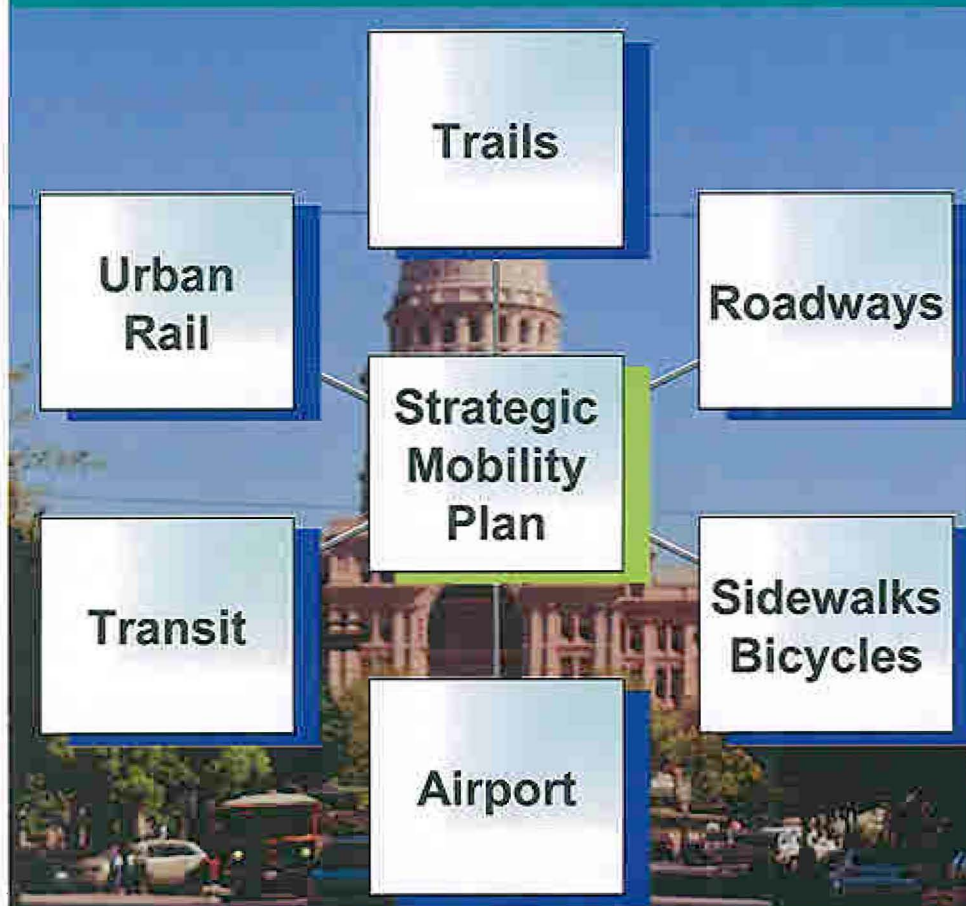 Trails
Urban
Rail
Roadways
Strategic
Mobility
Plan
Transit
Sidewalks
Bicycles
Airport